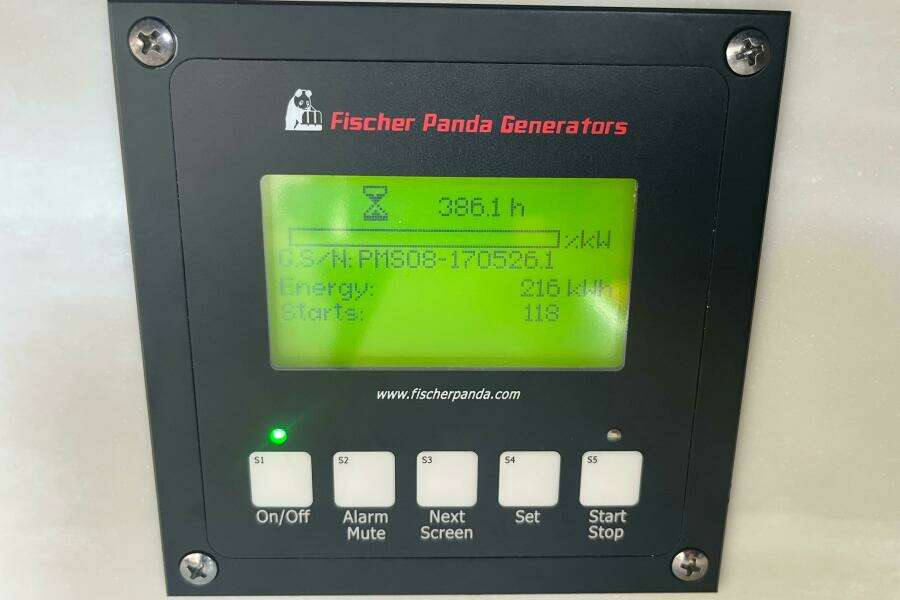 Fischer Panda Generators
386.1 h
%kW
G.S/N: PMS08-170526.1
Energy: 216 kWh
Starts: 118
www.fischerpanda.com
S1 S2 S3 S4 S5
On/Off Alarm Mute Next Screen Set Start Stop